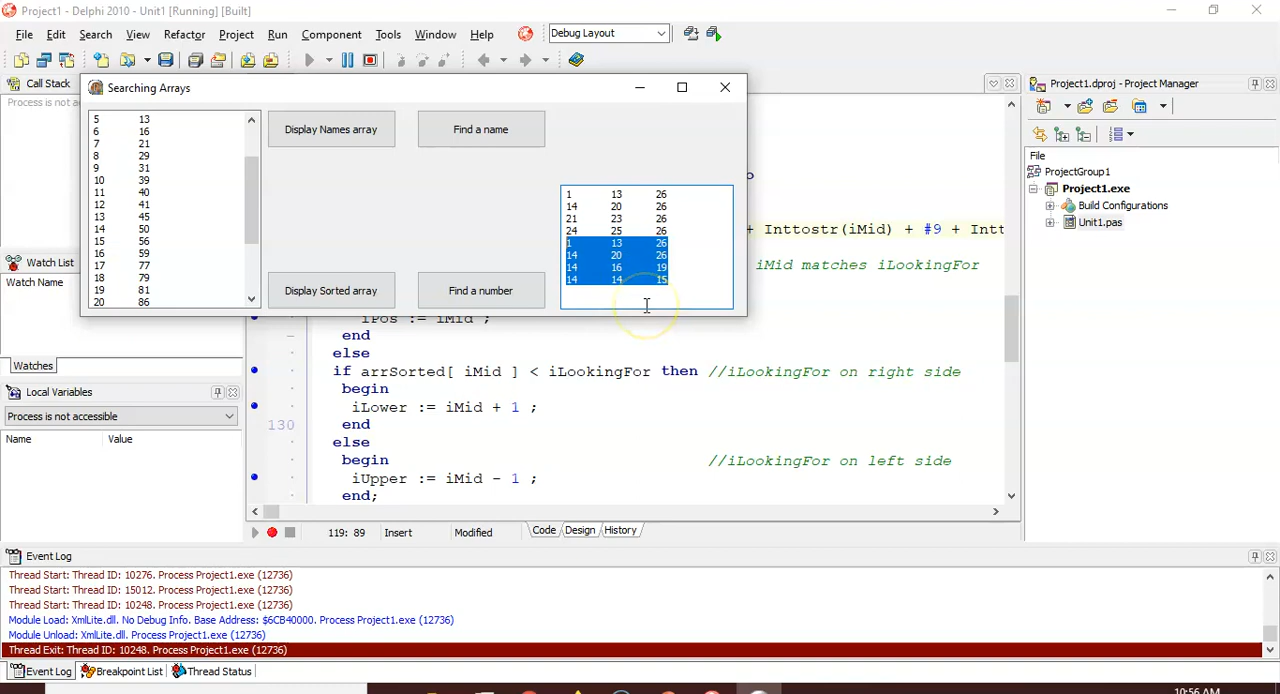 Project1 - Delphi 2010 - Unit1 [Running] [Built]
File Edit Search View Refactor Project Run Component Tools Window Help Debug Layout
Call Stack
Process is not ac
Searching Arrays
5 13
6 16
7 21
8 29
9 31
10 39
11 40
12 41
13 45
14 50
15 56
16 59
17 77
18 79
19 81
20 86
Display Names array
Find a name
Display Sorted array
Find a number
1 13 26
14 20 26
21 23 26
24 25 26
1 13 26
14 20 26
14 16 19
14 14 15
Watch List
Watch Name
Watches
Local Variables
Process is not accessible
Name Value
+ Inttostr(iMid) + #9 + Intt
iMid matches iLookingFor
iPos := iMid ;
end
else
if arrSorted[ iMid ] < iLookingFor then //iLookingFor on right side
begin
iLower := iMid + 1 ;
130 end
else
begin //iLookingFor on left side
iUpper := iMid - 1 ;
end;
119: 89 Insert Modified Code Design History
Project1.dproj - Project Manager
File
ProjectGroup1
Project1.exe
Build Configurations
Unit1.pas
Event Log
Thread Start: Thread ID: 10276. Process Project1.exe (12736)
Thread Start: Thread ID: 15012. Process Project1.exe (12736)
Thread Start: Thread ID: 10248. Process Project1.exe (12736)
Module Load: XmlLite.dll. No Debug Info. Base Address: $6CB40000. Process Project1.exe (12736)
Module Unload: XmlLite.dll. Process Project1.exe (12736)
Thread Exit: Thread ID: 10248. Process Project1.exe (12736)
Event Log Breakpoint List Thread Status
10:56 AM